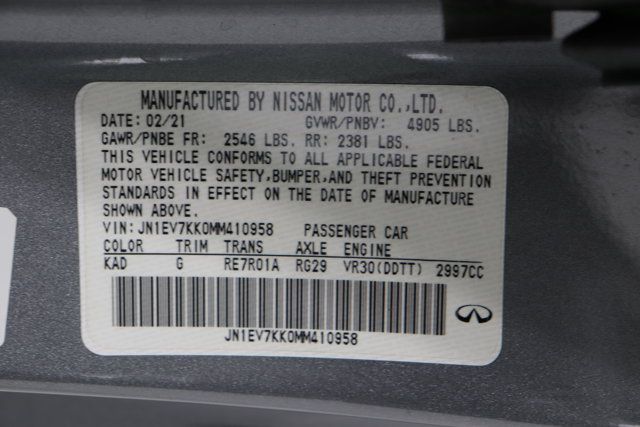 MANUFACTURED BY NISSAN MOTOR CO.,LTD.
DATE: 02/21 GVWR/PNBV: 4905 LBS.
GAWR/PNBE FR: 2546 LBS. RR: 2381 LBS.
THIS VEHICLE CONFORMS TO ALL APPLICABLE FEDERAL
MOTOR VEHICLE SAFETY,BUMPER,AND THEFT PREVENTION
STANDARDS IN EFFECT ON THE DATE OF MANUFACTURE
SHOWN ABOVE.
VIN: JN1EV7KK0MM410958 PASSENGER CAR
COLOR TRIM TRANS AXLE ENGINE
KAD G RE7R01A RG29 VR30(DDTT) 2997CC
JN1EV7KK0MM410958